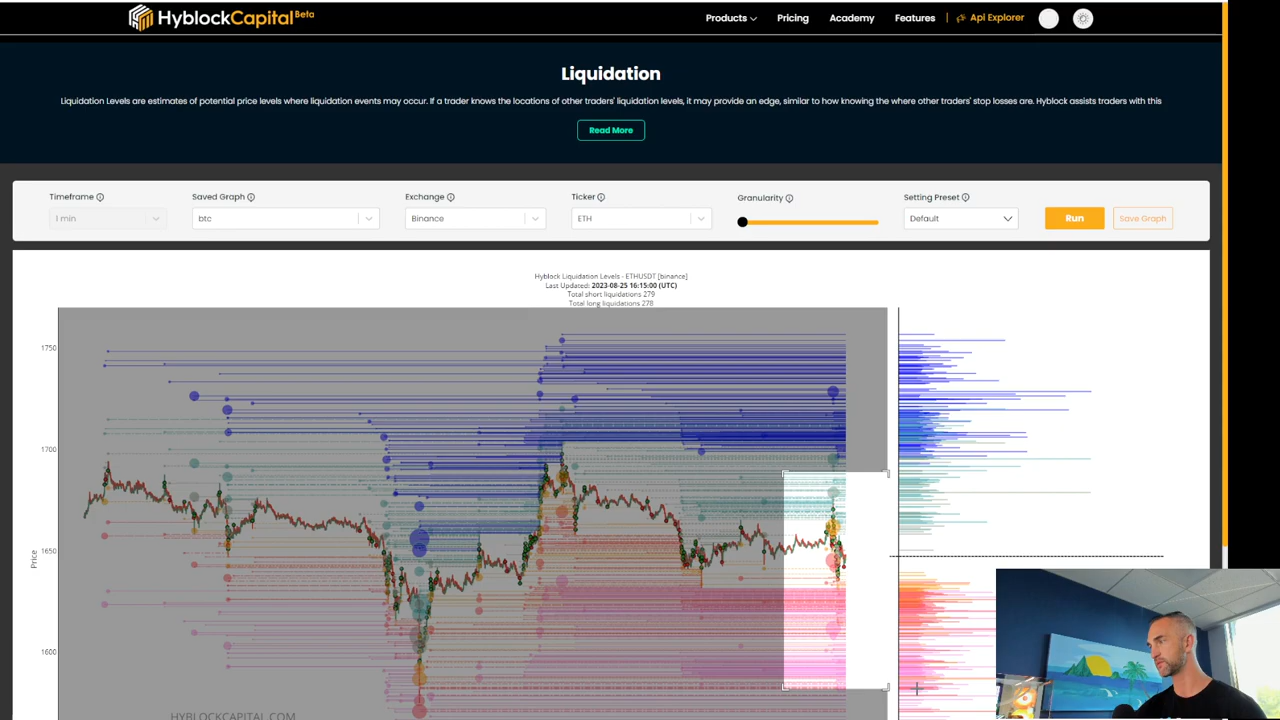 HyblockCapital Beta
Products
Pricing
Academy
Features
Api Explorer
Liquidation
Liquidation Levels are estimates of potential price levels where liquidation events may occur. If a trader knows the locations of other traders' liquidation levels, it may provide an edge, similar to how knowing the where other traders' stop losses are. Hyblock assists traders with this
Read More
Timeframe
Saved Graph
Exchange
Ticker
Granularity
Setting Preset
1 min
btc
Binance
ETH
Default
Run
Save Graph
Hyblock Liquidation Levels - ETHUSDT [binance]
Last Updated: 2023-08-25 16:15:00 (UTC)
Total short liquidations 279
Total long liquidations 278
1750
1700
1650
1600
Price
HYBLOCKCAPITAL.COM